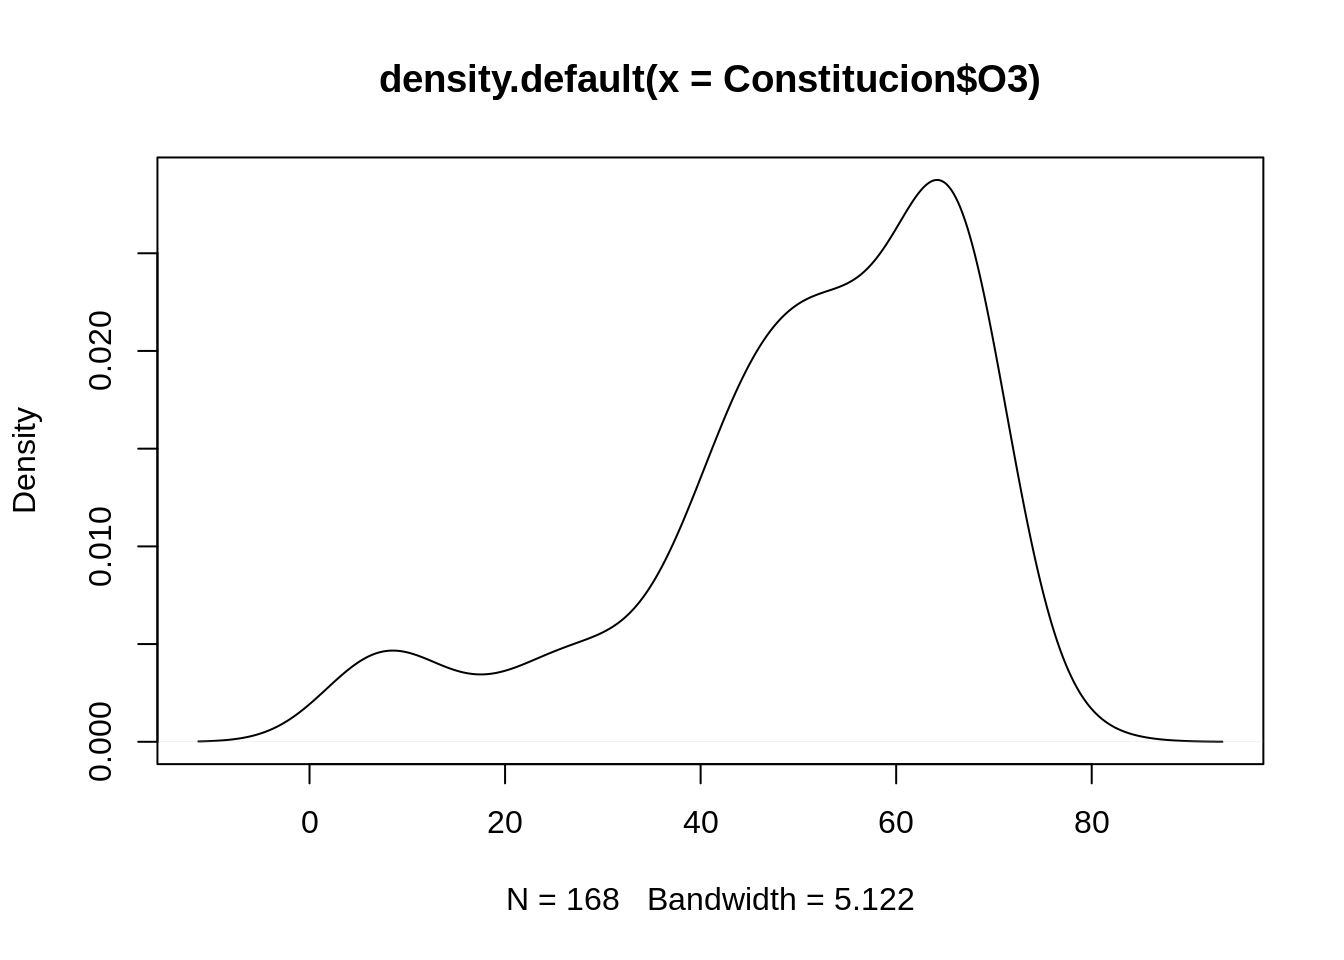 density.default(x = Constitucion$O3)
Density
0.020
0.010
0.000
0 20 40 60 80
N = 168 Bandwidth = 5.122